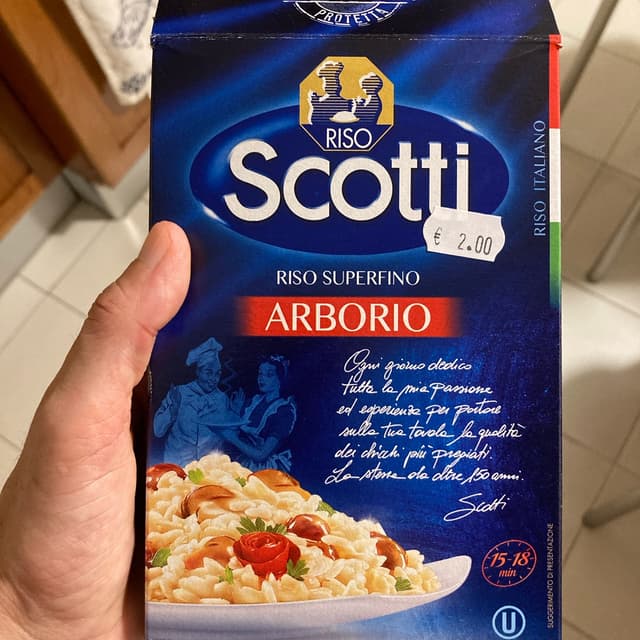 PROTETTA
RISO
Scotti
€ 2.00
RISO ITALIANO
RISO SUPERFINO
ARBORIO
Ogni giorno dedico
tutta la mia passione
ed esperienza per portare
sulla tua tavola la qualità
dei chicchi più pregiati.
La stessa da oltre 150 anni.
Scotti
15-18
min
SUGGERIMENTO DI PRESENTAZIONE
U